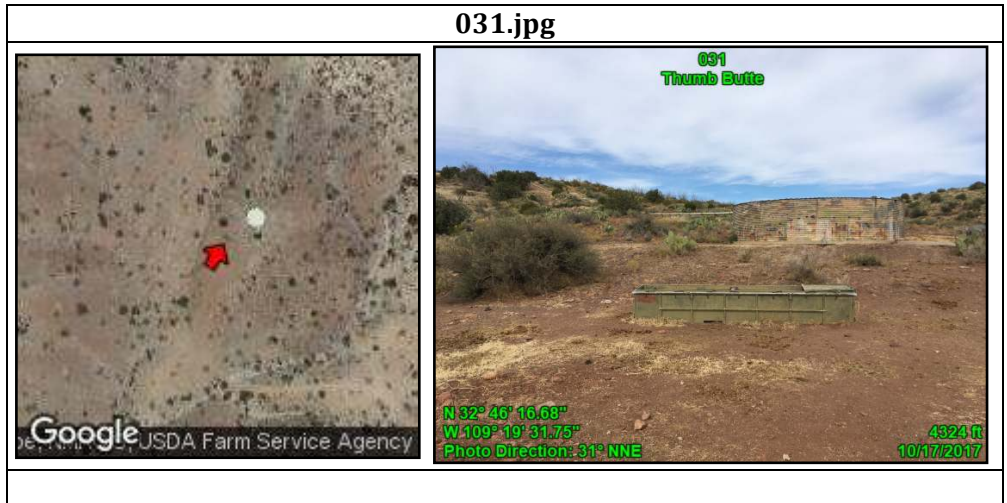 031.jpg
031
Thumb Butte
N 32° 46' 16.68"
W 109° 19' 31.75"
Photo Direction: 31° NNE
4324 ft
10/17/2017
Google
USDA Farm Service Agency